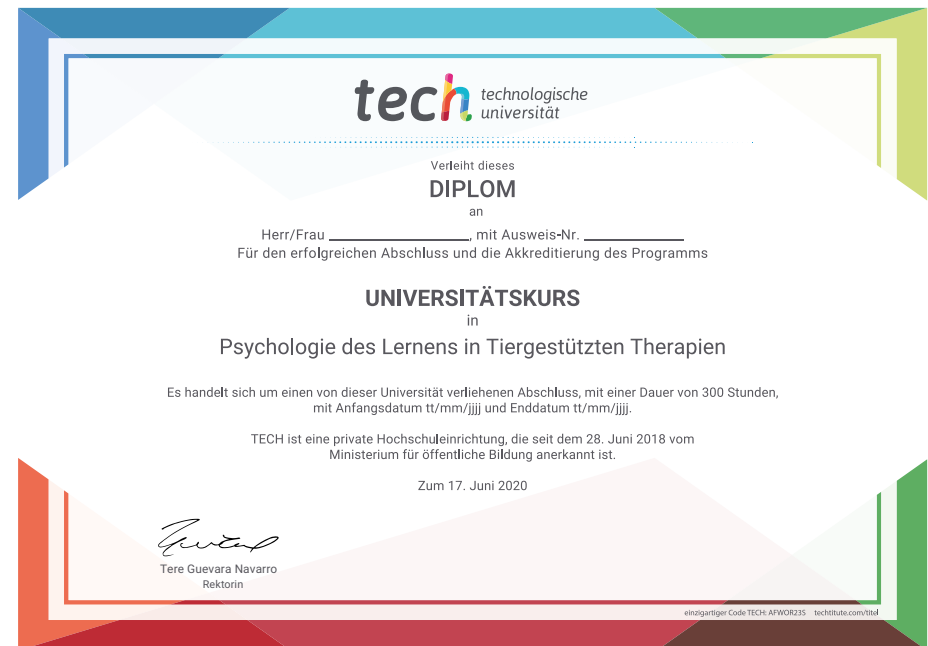 tech technologische
universität
Verleiht dieses
DIPLOM
an
Herr/Frau ____________________, mit Ausweis-Nr. ______________
Für den erfolgreichen Abschluss und die Akkreditierung des Programms
UNIVERSITÄTSKURS
in
Psychologie des Lernens in Tiergestützten Therapien
Es handelt sich um einen von dieser Universität verliehenen Abschluss, mit einer Dauer von 300 Stunden,
mit Anfangsdatum tt/mm/jjjj und Enddatum tt/mm/jjjj.
TECH ist eine private Hochschuleinrichtung, die seit dem 28. Juni 2018 vom
Ministerium für öffentliche Bildung anerkannt ist.
Zum 17. Juni 2020
Tere Guevara Navarro
Rektorin
einzigartiger Code TECH: AFWOR23S techtitute.com/titel